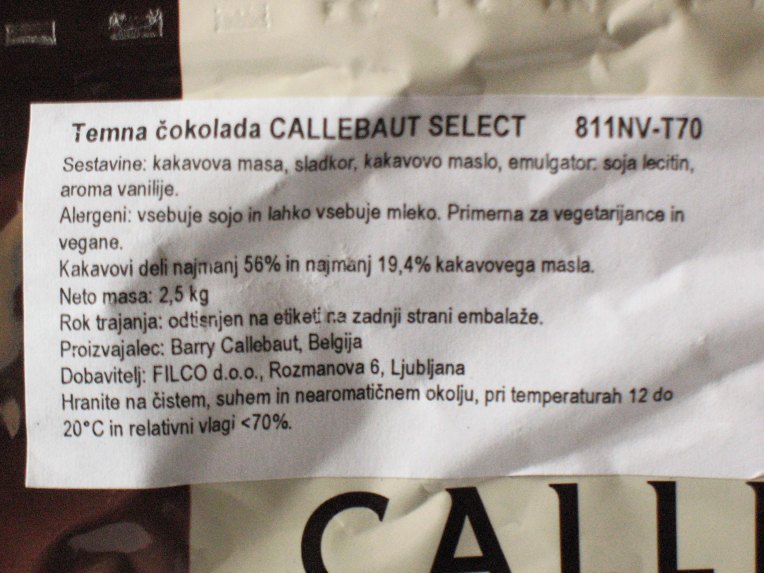 Temna čokolada CALLEBAUT SELECT 811NV-T70
Sestavine: kakavova masa, sladkor, kakavovo maslo, emulgator: soja lecitin,
aroma vanilije.
Alergeni: vsebuje sojo in lahko vsebuje mleko. Primerna za vegetarijance in
vegane.
Kakavovi deli najmanj 56% in najmanj 19,4% kakavovega masla.
Neto masa: 2,5 kg
Rok trajanja: odtisnjen na etiketi na zadnji strani embalaže.
Proizvajalec: Barry Callebaut, Belgija
Dobavitelj: FILCO d.o.o., Rozmanova 6, Ljubljana
Hranite na čistem, suhem in nearomatičnem okolju, pri temperaturah 12 do
20°C in relativni vlagi <70%.
CALL